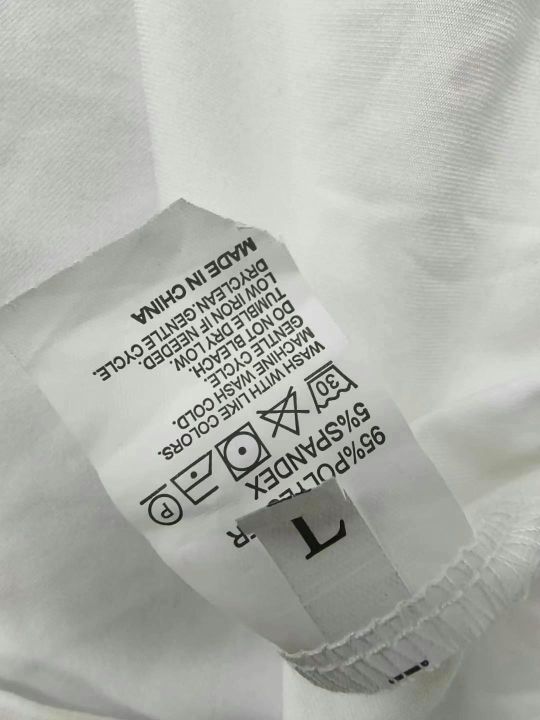 L
95%POLYESTER
5%SPANDEX
30 P
WASH WITH LIKE COLORS.
MACHINE WASH COLD.
GENTLE CYCLE.
DO NOT BLEACH.
TUMBLE DRY LOW.
LOW IRON IF NEEDED.
DRYCLEAN,GENTLE CYCLE.
MADE IN CHINA